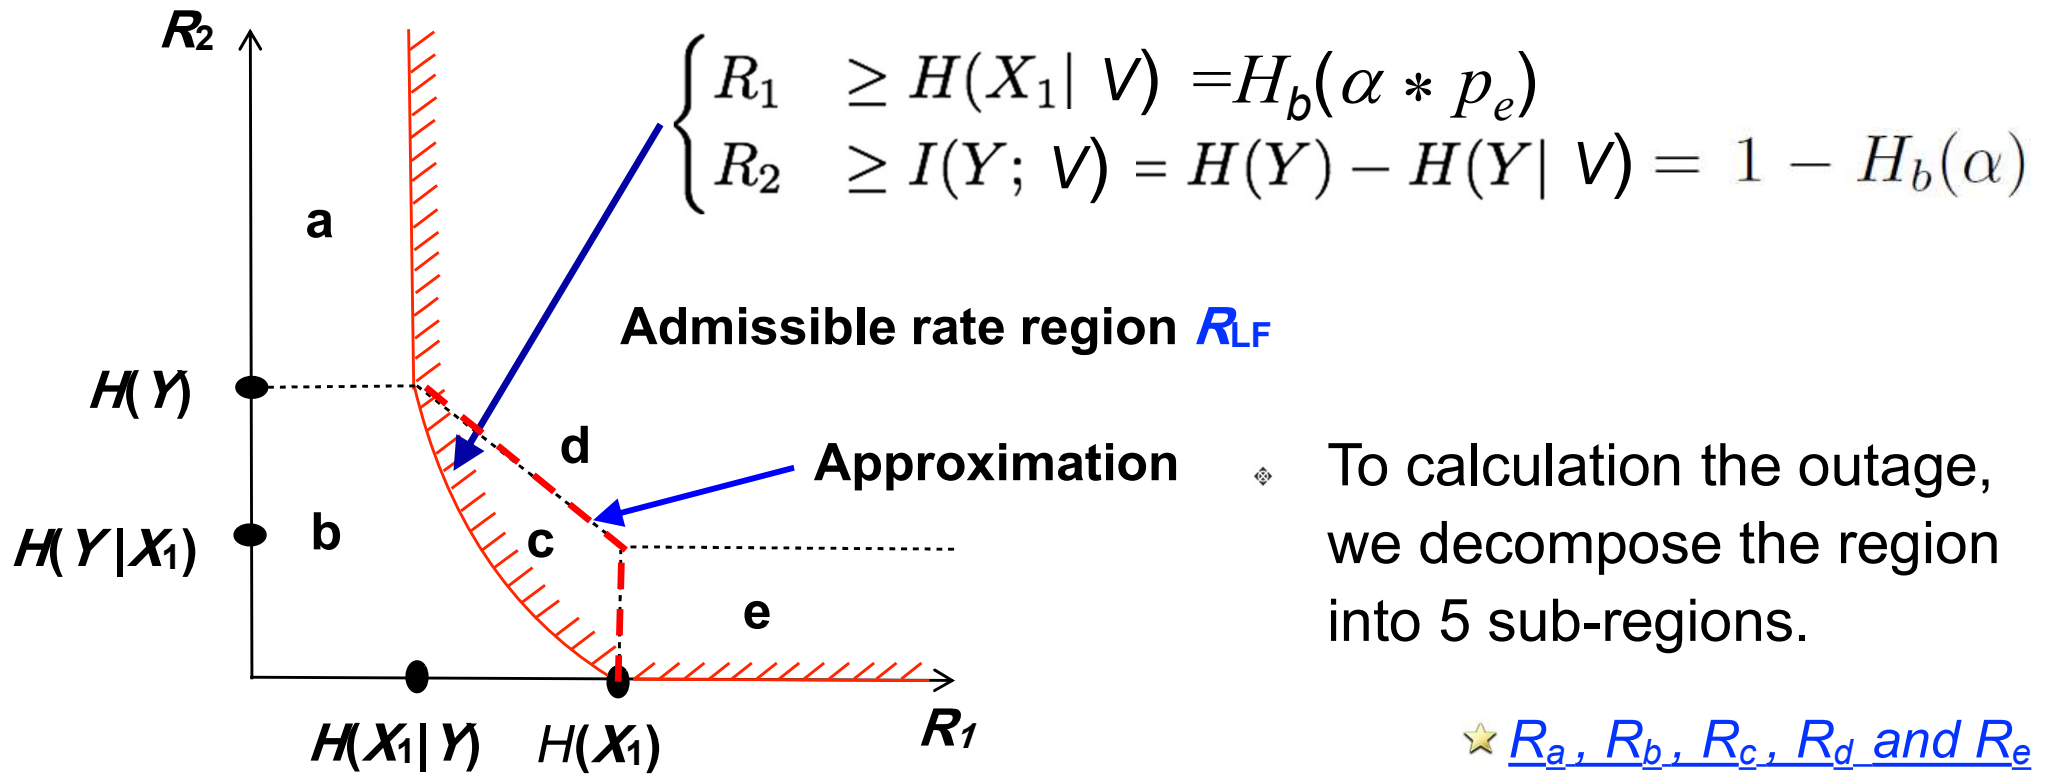 R2
R1 ≥ H(X1| V) =Hb(α * pe)
R2 ≥ I(Y; V) = H(Y) − H(Y| V) = 1 − Hb(α)
a
Admissible rate region RLF
H(Y)
d
Approximation
To calculation the outage,
we decompose the region
into 5 sub-regions.
H(Y|X1)
b
c
e
H(X1|Y)
H(X1)
R1
Ra , Rb , Rc , Rd and Re